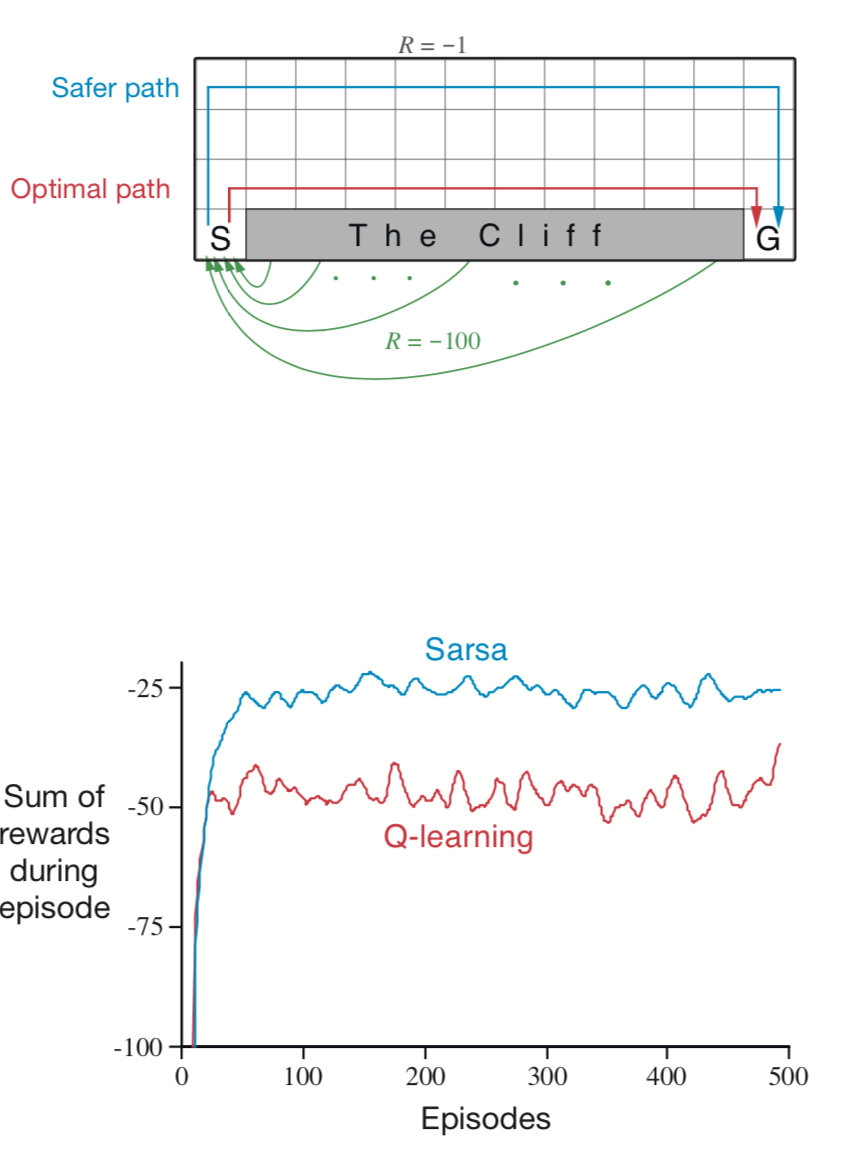 R = −1
Safer path
Optimal path
S
The Cliff
G
R = −100
Sarsa
-25
Sum of
rewards
during
episode
-50
Q-learning
-75
-100
0 100 200 300 400 500
Episodes